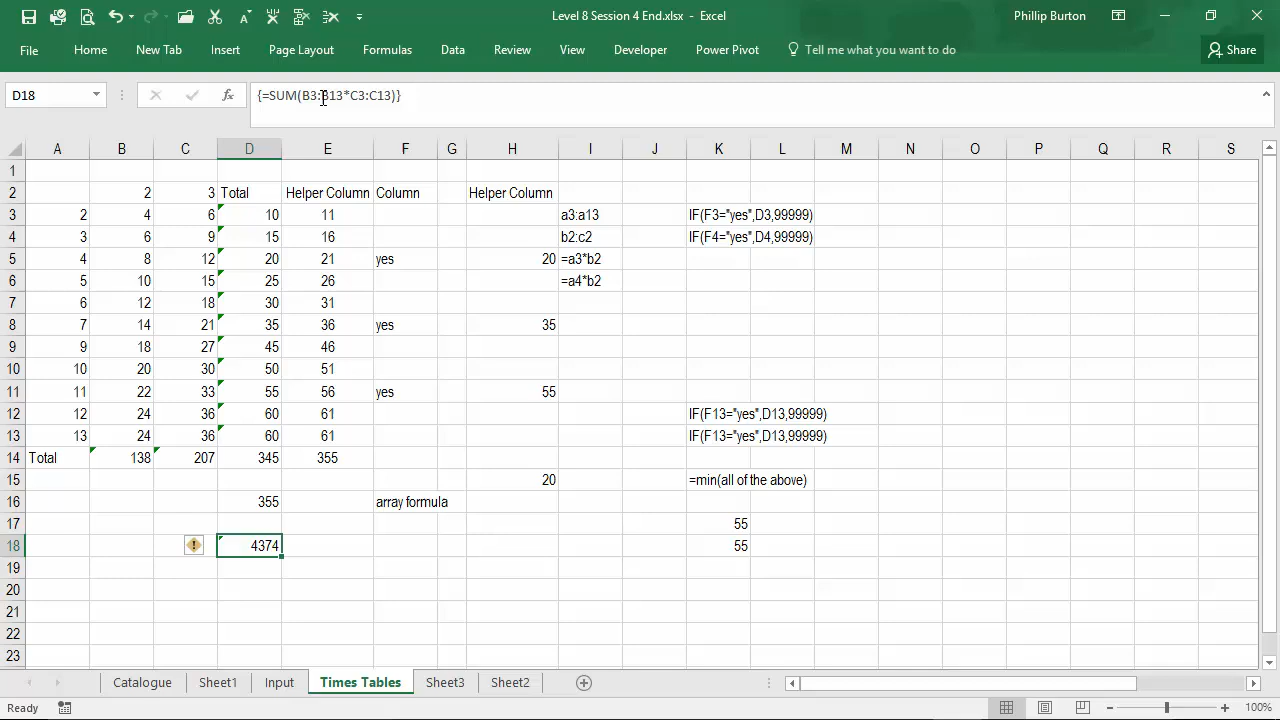 Level 8 Session 4 End.xlsx - Excel
Phillip Burton
File Home New Tab Insert Page Layout Formulas Data Review View Developer Power Pivot Tell me what you want to do Share
D18 fx {=SUM(B3:B13*C3:C13)}
A B C D E F G H I J K L M N O P Q R S
1
2 2 3 Total Helper Column Column Helper Column
3 2 4 6 10 11 a3:a13 IF(F3="yes",D3,99999)
4 3 6 9 15 16 b2:c2 IF(F4="yes",D4,99999)
5 4 8 12 20 21 yes 20 =a3*b2
6 5 10 15 25 26 =a4*b2
7 6 12 18 30 31
8 7 14 21 35 36 yes 35
9 9 18 27 45 46
10 10 20 30 50 51
11 11 22 33 55 56 yes 55
12 12 24 36 60 61 IF(F13="yes",D13,99999)
13 13 24 36 60 61 IF(F13="yes",D13,99999)
14 Total 138 207 345 355
15 20 =min(all of the above)
16 355 array formula
17 55
18 4374 55
19
20
21
22
23
Catalogue Sheet1 Input Times Tables Sheet3 Sheet2
Ready 100%